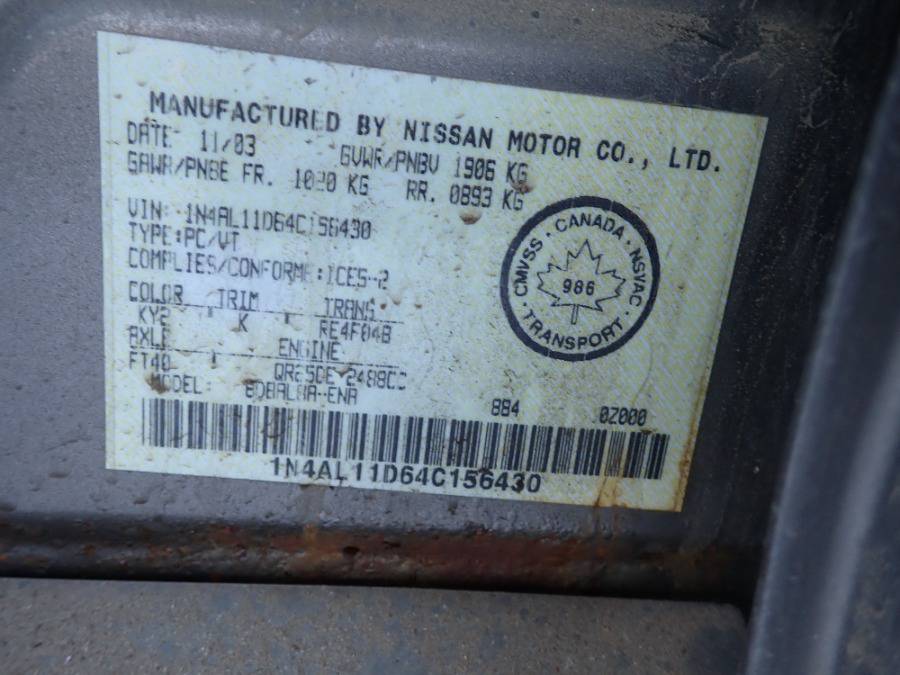 MANUFACTURED BY NISSAN MOTOR CO., LTD.
DATE 11/03 GVWR/PNBV 1906 KG
GAWR/PNBE FR. 1020 KG RR. 0893 KG
VIN: 1N4AL11D64C156430
TYPE:PC/VT
COMPLIES/CONFORME:ICES-2
COLOR TRIM TRANS
KY2 K RE4F04B
AXLE ENGINE
FT40 QR25DE 2488CC
MODEL:
884 02000
1N4AL11D64C156430
CMVSS · CANADA · NSVAC
986
· TRANSPORT ·